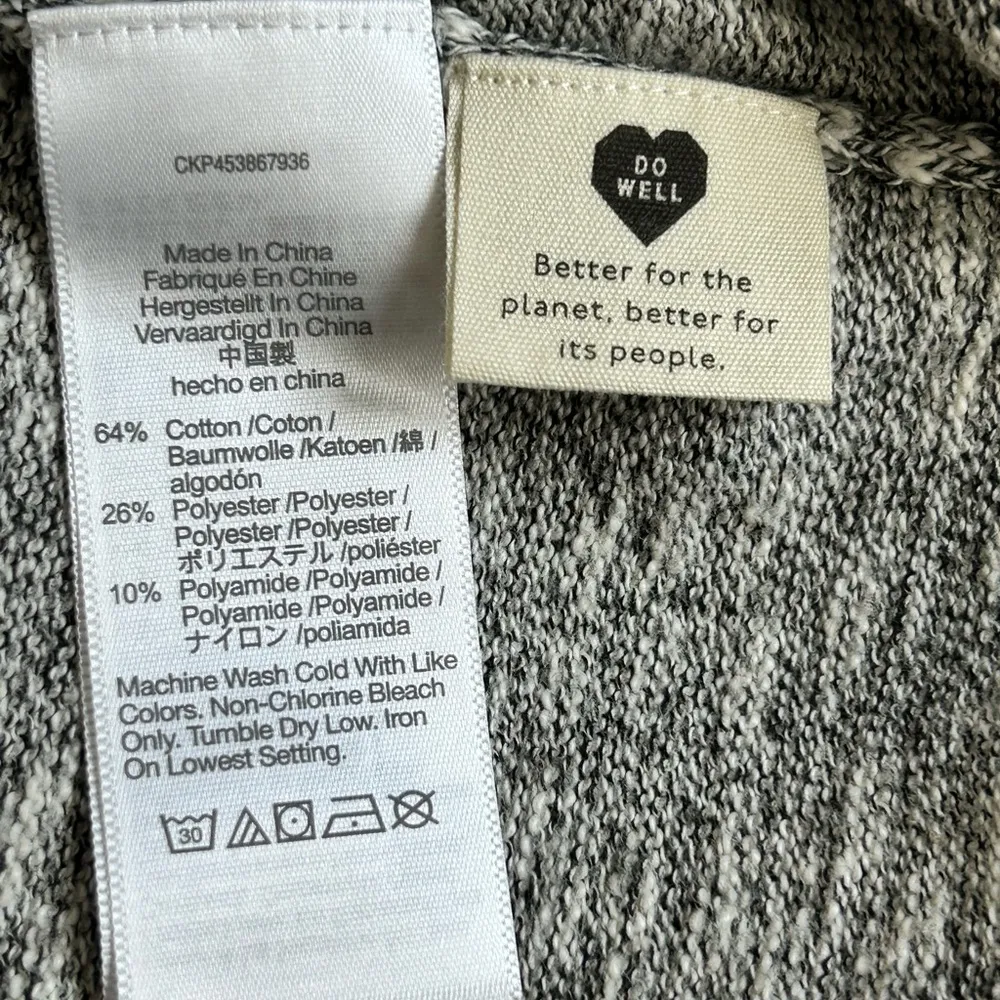 CKP453867936
Made In China
Fabriqué En Chine
Hergestellt In China
Vervaardigd In China
中国製
hecho en china
64% Cotton /Coton /
Baumwolle /Katoen /綿 /
algodón
26% Polyester /Polyester /
Polyester /Polyester /
ポリエステル /poliéster
10% Polyamide /Polyamide /
Polyamide /Polyamide /
ナイロン /poliamida
Machine Wash Cold With Like
Colors. Non-Chlorine Bleach
Only. Tumble Dry Low. Iron
On Lowest Setting.
30
DO
WELL
Better for the
planet, better for
its people.